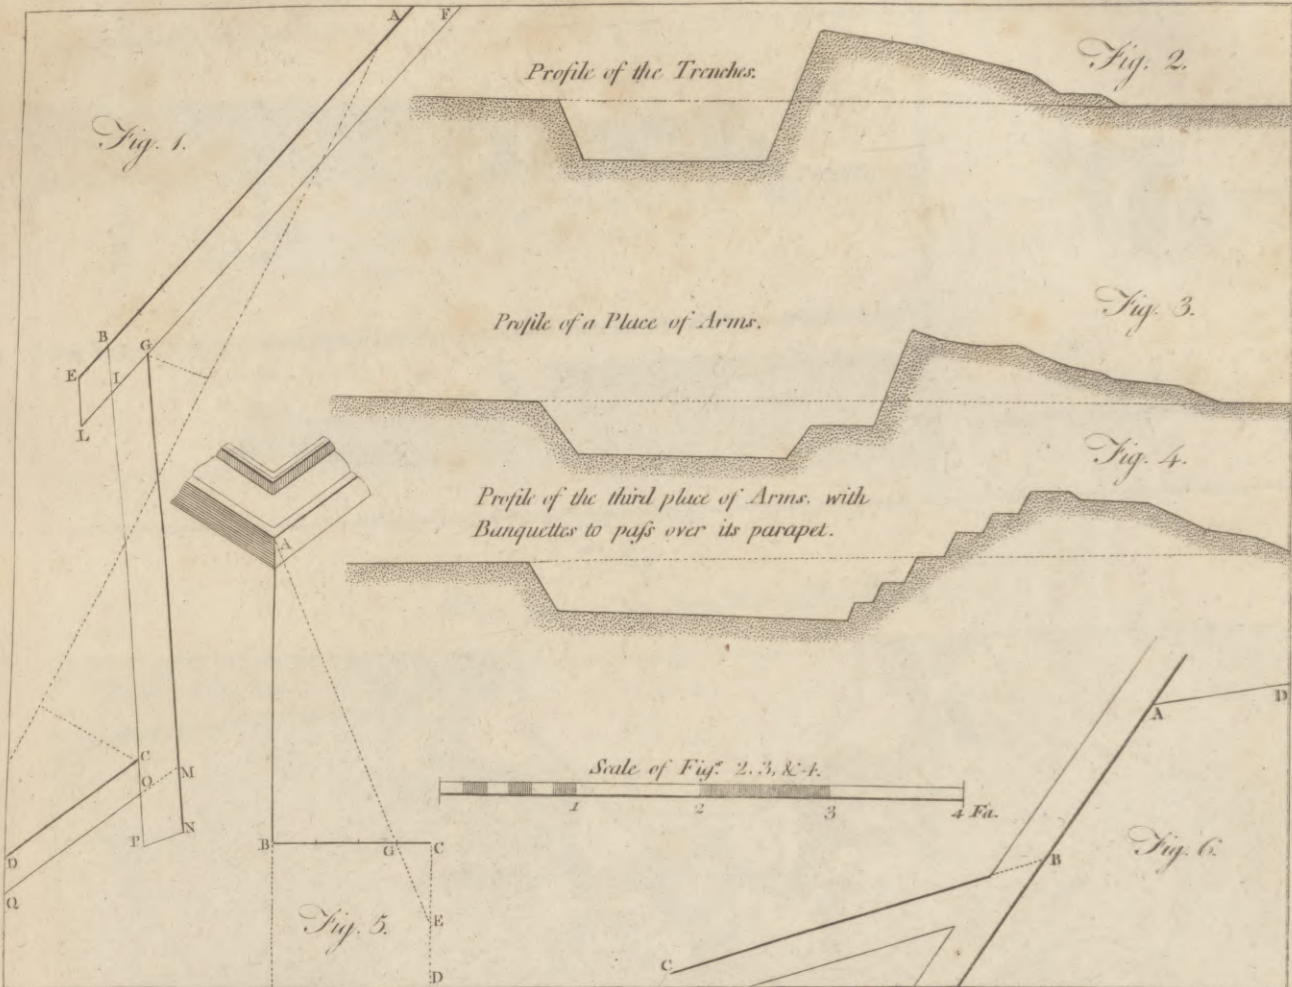 A F
Profile of the Trenches.
Fig. 2.
Fig. 1.
Profile of a Place of Arms.
Fig. 3.
B G
E I
L
Fig. 4.
Profile of the third place of Arms. with
Banquettes to pass over its parapet.
A
C
O M
P N
D
Q
Scale of Figs. 2. 3, & 4.
1 2 3 4 Fa.
A D
B
C
Fig. 6.
B G C
E
D
Fig. 5.